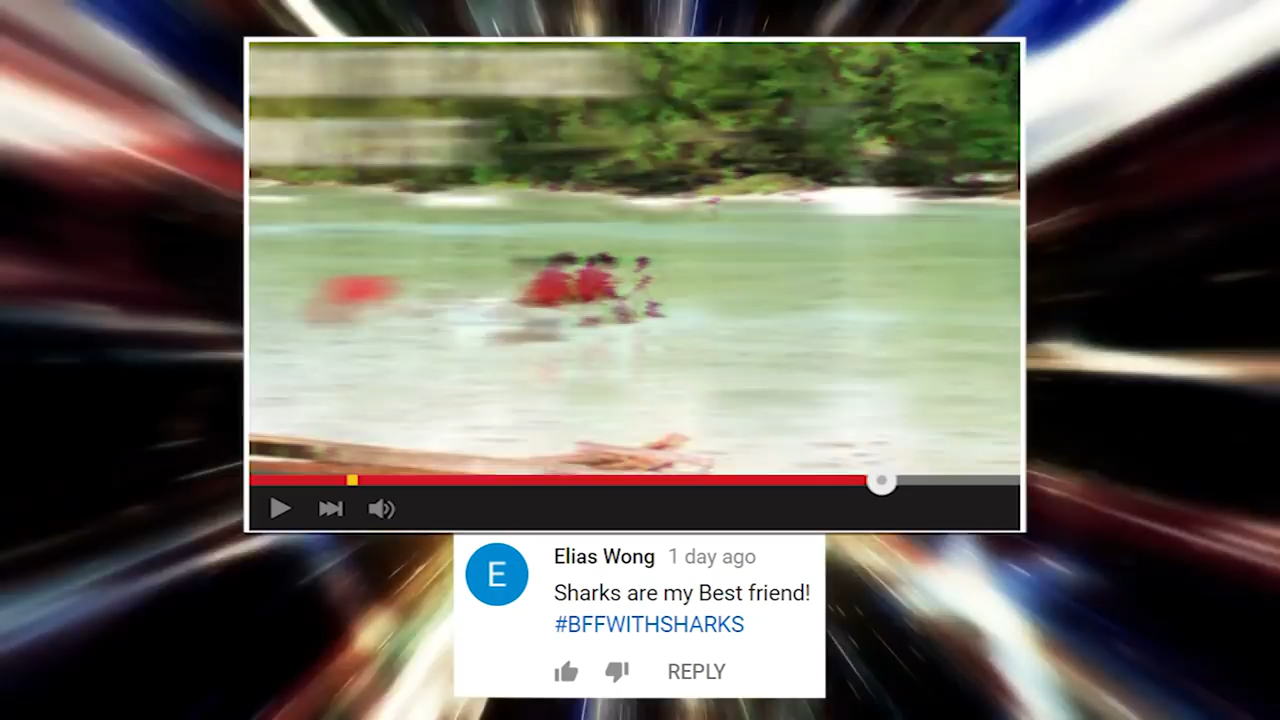 E
Elias Wong 1 day ago
Sharks are my Best friend!
#BFFWITHSHARKS
REPLY